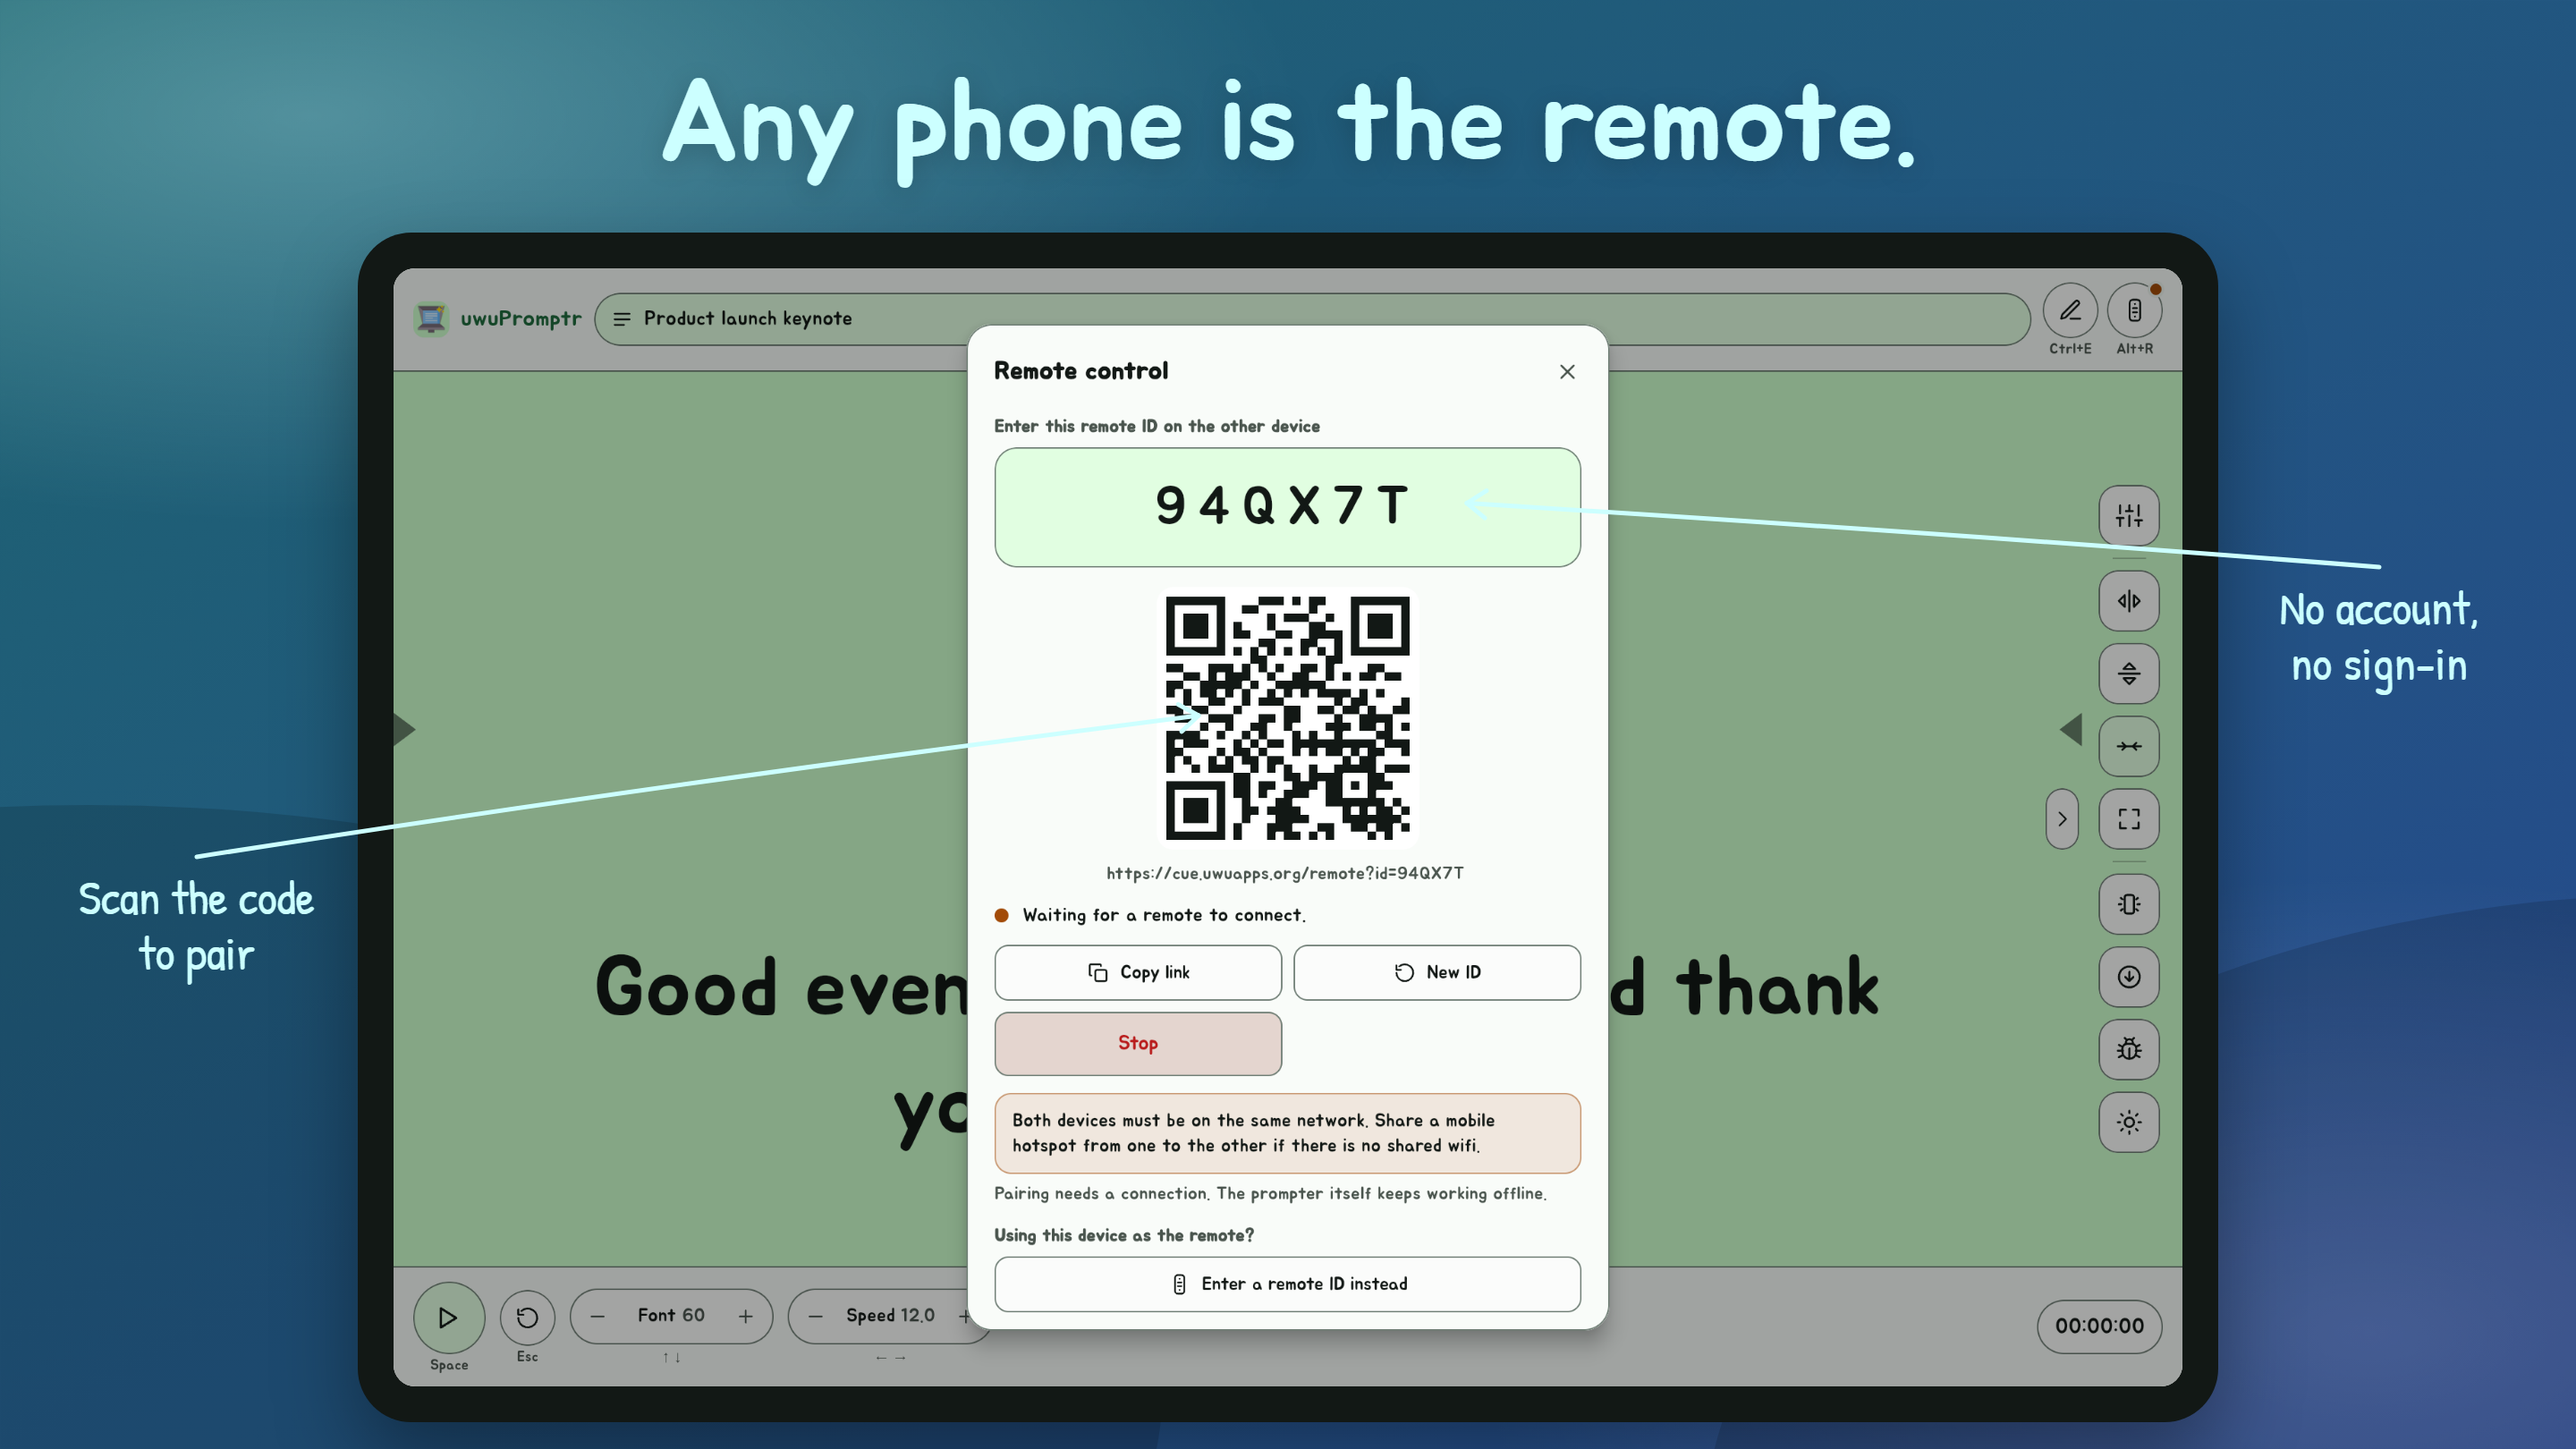 Any phone is the remote.
uwuPromptr
Product launch keynote
Ctrl+E
Alt+R
Remote control
Enter this remote ID on the other device
94QX7T
No account,
no sign-in
https://cue.uwuapps.org/remote?id=94QX7T
Scan the code
to pair
Waiting for a remote to connect.
Copy link
New ID
Good even
d thank
Stop
yo
Both devices must be on the same network. Share a mobile
hotspot from one to the other if there is no shared wifi.
Pairing needs a connection. The prompter itself keeps working offline.
Using this device as the remote?
Enter a remote ID instead
Font 60
Speed 12.0
00:00:00
Space
Esc
↑ ↓
← →